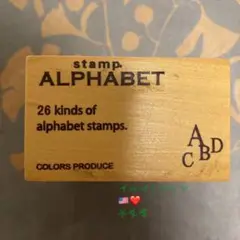 stamp.
ALPHABET
26 kinds of
alphabet stamps.
A
C B D
COLORS PRODUCE
🇺🇸❤️